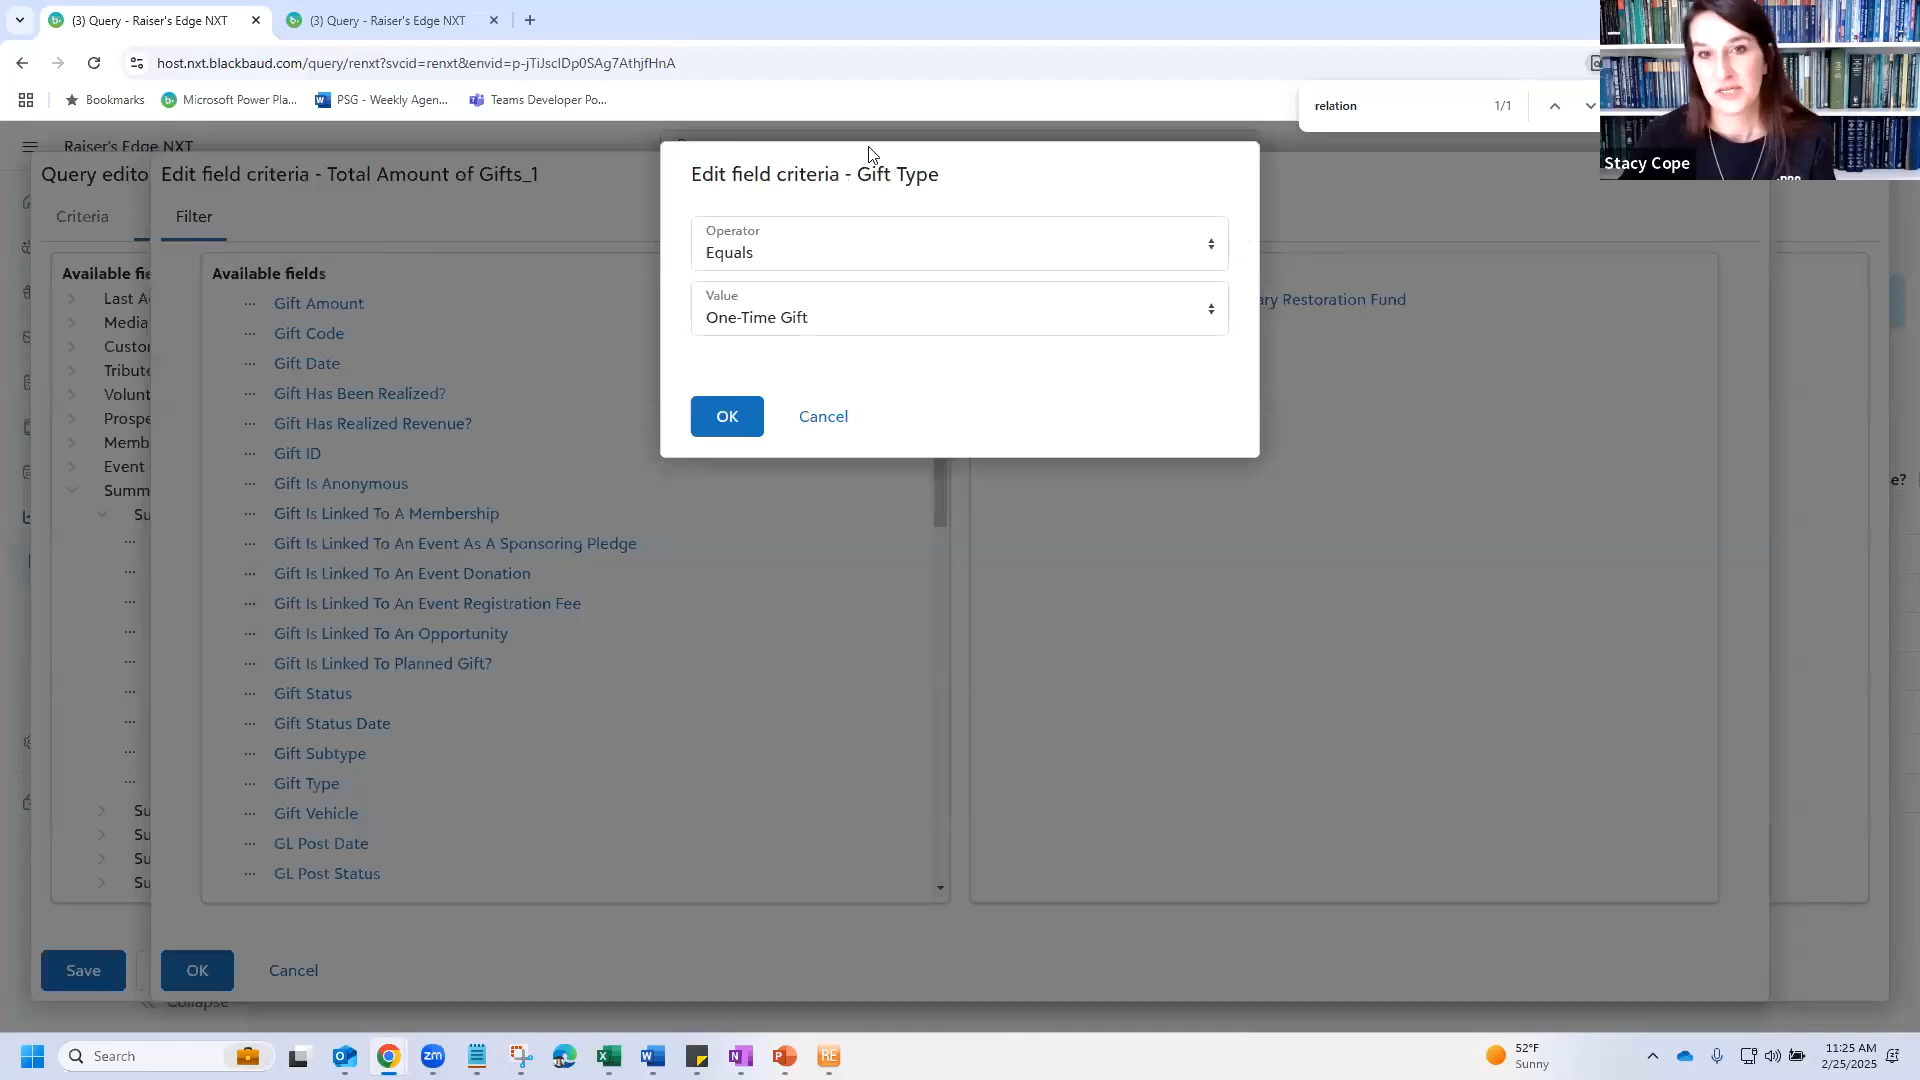 (3) Query - Raiser's Edge NXT
(3) Query - Raiser's Edge NXT
host.nxt.blackbaud.com/query/renxt?svcid=renxt&envid=p-jTiJsclDp0SAg7AthjfHnA
Bookmarks
Microsoft Power Pla...
PSG - Weekly Agen...
Teams Developer Po...
relation
1/1
Stacy Cope
Raiser's Edge NXT
Query edito
Edit field criteria - Total Amount of Gifts_1
Criteria
Filter
Available fie
Last A
Media
Custo
Tribute
Volunt
Prospe
Memb
Event
Summ
Su
Su
Su
Su
Su
Available fields
Gift Amount
Gift Code
Gift Date
Gift Has Been Realized?
Gift Has Realized Revenue?
Gift ID
Gift Is Anonymous
Gift Is Linked To A Membership
Gift Is Linked To An Event As A Sponsoring Pledge
Gift Is Linked To An Event Donation
Gift Is Linked To An Event Registration Fee
Gift Is Linked To An Opportunity
Gift Is Linked To Planned Gift?
Gift Status
Gift Status Date
Gift Subtype
Gift Type
Gift Vehicle
GL Post Date
GL Post Status
ary Restoration Fund
e?
Edit field criteria - Gift Type
Operator
Equals
Value
One-Time Gift
OK
Cancel
Save
OK
Cancel
Collapse
Search
zm
RE
52°F
Sunny
11:25 AM
2/25/2025